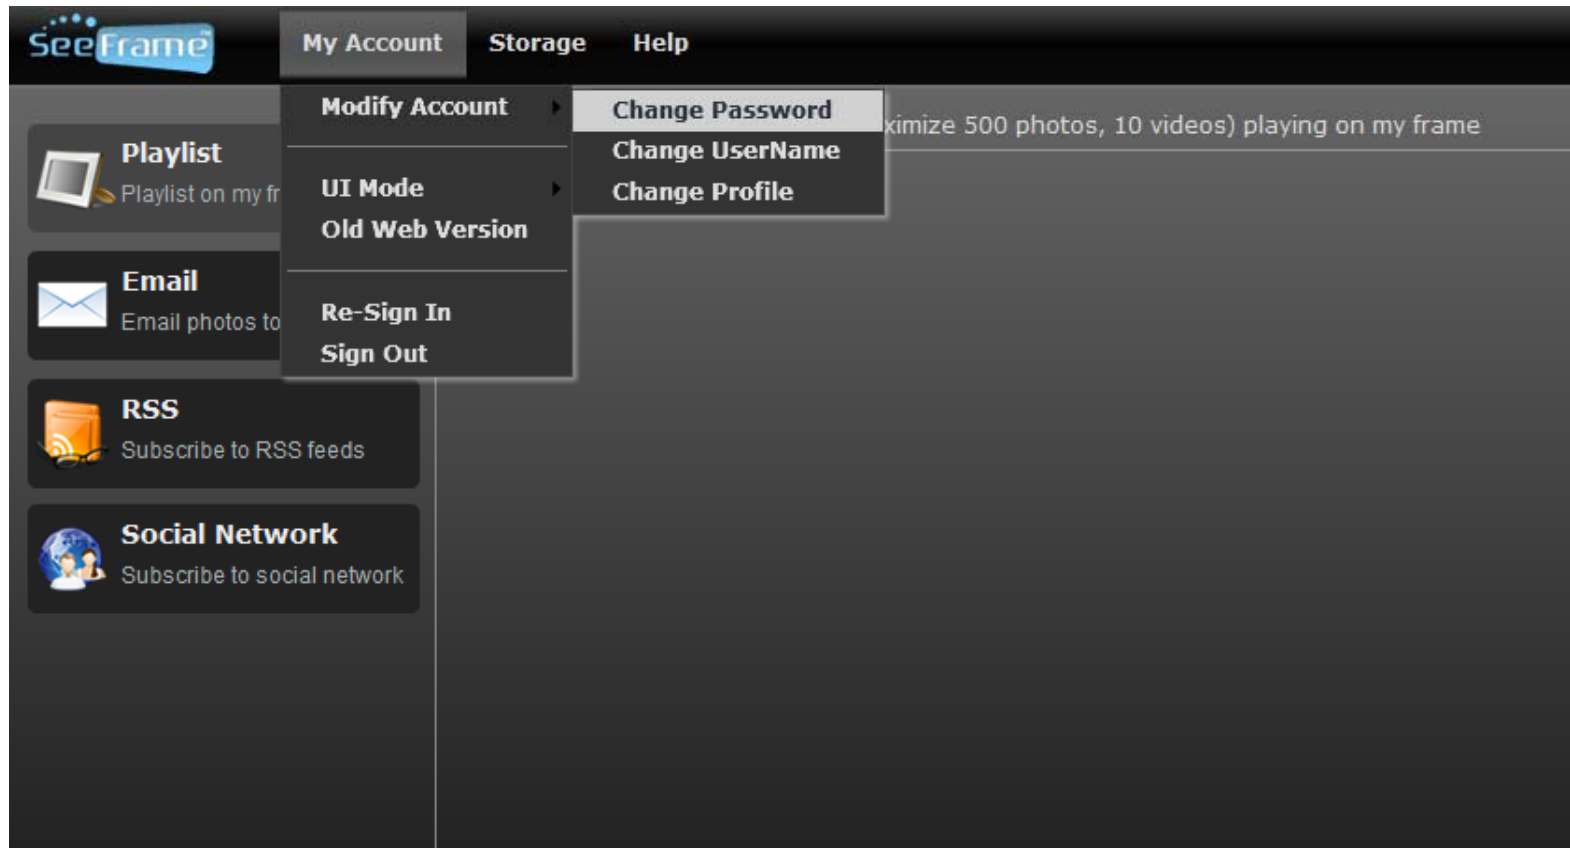 SeeFrame™ My Account Storage Help
Modify Account
Change Password
Change UserName
Change Profile
UI Mode
Old Web Version
Re-Sign In
Sign Out
ximize 500 photos, 10 videos) playing on my frame
Playlist
Playlist on my fr
Email
Email photos to
RSS
Subscribe to RSS feeds
Social Network
Subscribe to social network